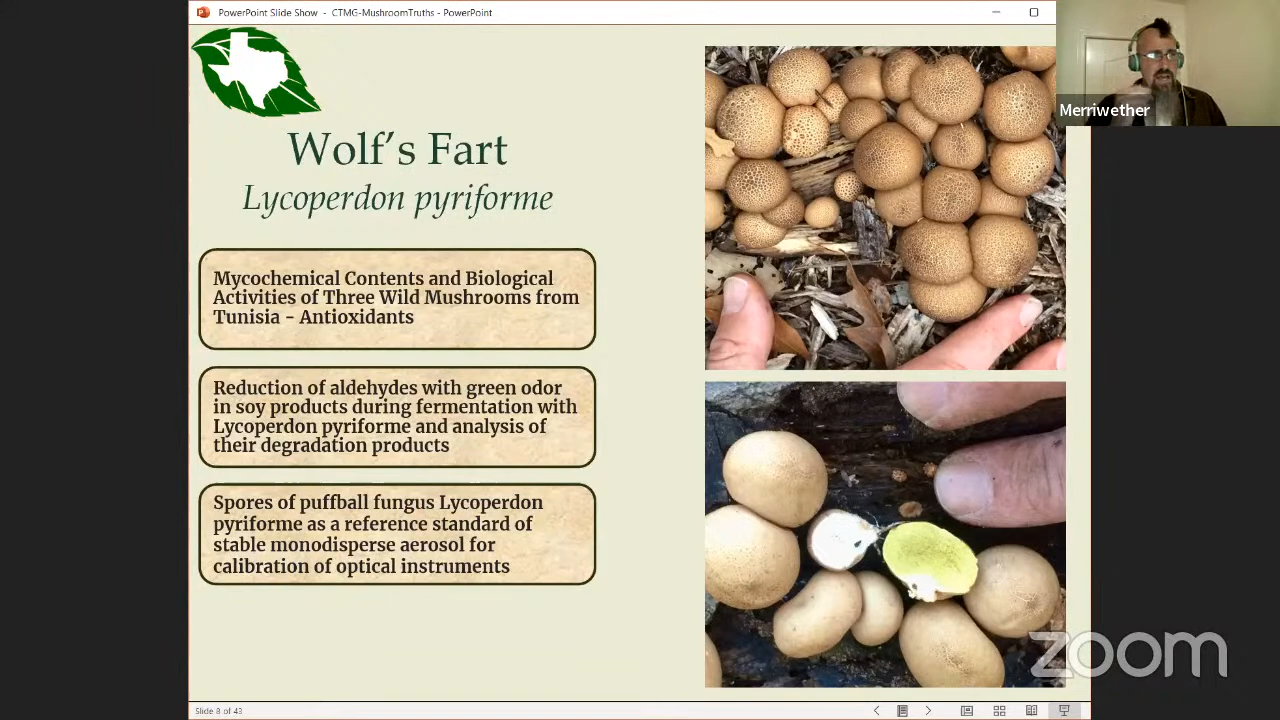 PowerPoint Slide Show - CTMG-MushroomTruths - PowerPoint
Merriwether
Wolf's Fart
Lycoperdon pyriforme
Mycochemical Contents and Biological
Activities of Three Wild Mushrooms from
Tunisia - Antioxidants
Reduction of aldehydes with green odor
in soy products during fermentation with
Lycoperdon pyriforme and analysis of
their degradation products
Spores of puffball fungus Lycoperdon
pyriforme as a reference standard of
stable monodisperse aerosol for
calibration of optical instruments
zoom
Slide 8 of 43